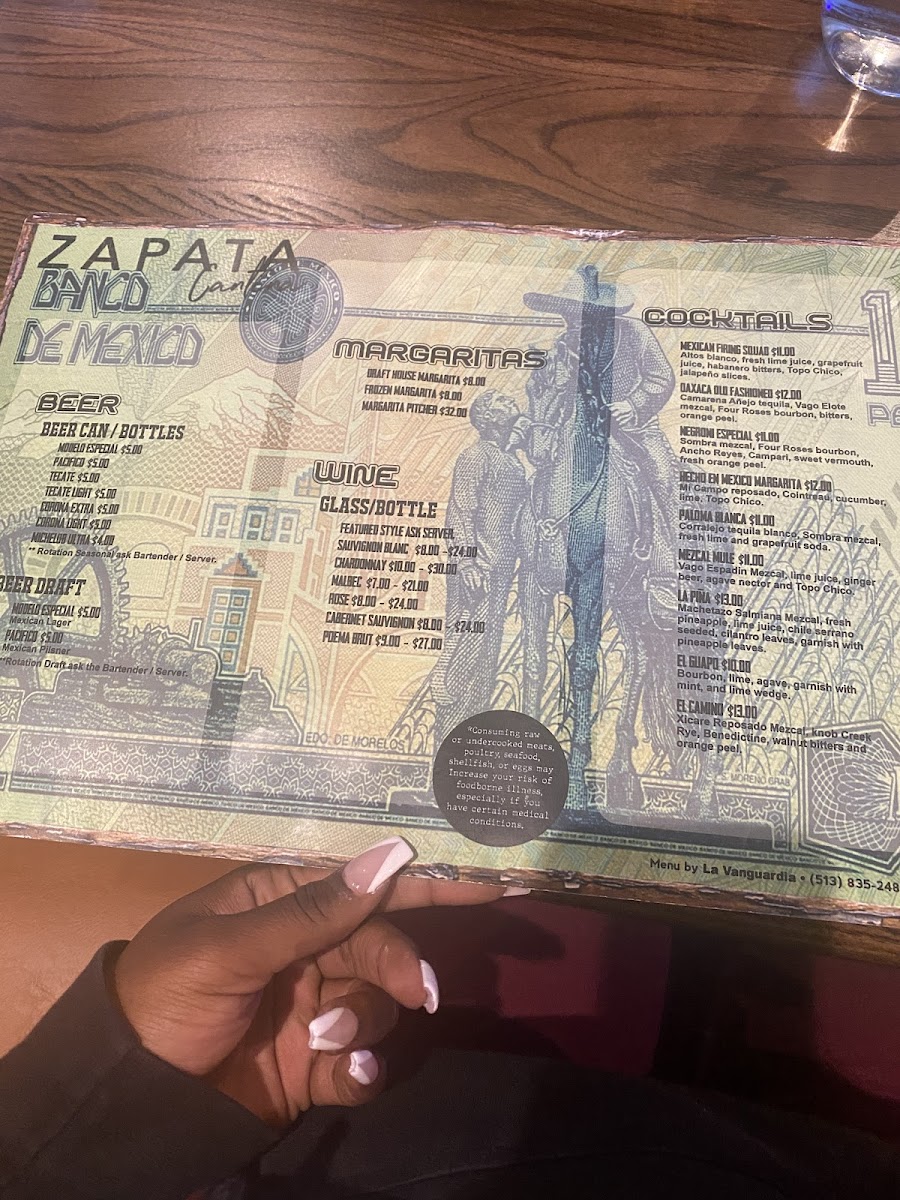 ZAPATA
Cantina
BANCO
DE MEXICO
BEER
BEER CAN / BOTTLES
MODELO ESPECIAL $5.00
PACIFICO $5.00
TECATE $5.00
TECATE LIGHT $5.00
CORONA EXTRA $5.00
CORONA LIGHT $5.00
MICHELOB ULTRA $4.00
** Rotation Seasonal ask Bartender / Server.
BEER DRAFT
MODELO ESPECIAL $5.00
Mexican Lager
PACIFICO $5.00
Mexican Pilsner
**Rotation Draft ask the Bartender / Server.
MARGARITAS
DRAFT HOUSE MARGARITA $8.00
FROZEN MARGARITA $8.00
MARGARITA PITCHER $32.00
WINE
GLASS/BOTTLE
FEATURED STYLE ASK SERVER
SAUVIGNON BLANC $8.00 -$24.00
CHARDONNAY $10.00 - $30.00
MALBEC $7.00 - $21.00
ROSE $8.00 - $24.00
CABERNET SAUVIGNON $8.00 - $24.00
POEMA BRUT $9.00 - $27.00
EDO. DE MORELOS
*Consuming raw
or undercooked meats,
poultry, seafood,
shellfish, or eggs may
Increase your risk of
foodborne illness,
especially if you
have certain medical
conditions.
COCKTAILS
MEXICAN FIRING SQUAD $11.00
Altos blanco, fresh lime juice, grapefruit
juice, habanero bitters, Topo Chico,
jalapeño slices.
OAXACA OLD FASHIONED $12.00
Camarena Añejo tequila, Vago Elote
mezcal, Four Roses bourbon, bitters,
orange peel.
NEGRONI ESPECIAL $11.00
Sombra mezcal, Four Roses bourbon,
Ancho Reyes, Campari, sweet vermouth,
fresh orange peel.
HECHO EN MEXICO MARGARITA $12.00
Mi Campo reposado, Cointreau, cucumber,
lime, Topo Chico.
PALOMA BLANCA $11.00
Corralejo tequila blanco, Sombra mezcal,
fresh lime and grapefruit soda.
MEZCAL MULE $11.00
Vago Espadin Mezcal, lime juice, ginger
beer, agave nector and Topo Chico.
LA PIÑA $13.00
Machetazo Salmiana Mezcal, fresh
pineapple, lime juice, chile serrano
seeded, cilantro leaves, garnish with
pineapple leaves.
EL GUAPO $10.00
Bourbon, lime, agave, garnish with
mint, and lime wedge.
EL CAMINO $13.00
Xicare Reposado Mezcal, knob Creek
Rye, Benedictine, walnut bitters and
orange peel.
1
PE
Menu by La Vanguardia • (513) 835-248